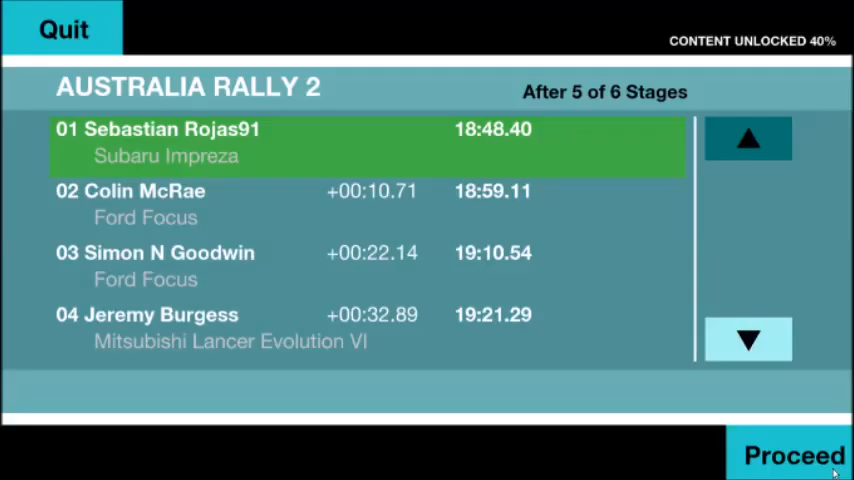 Quit
CONTENT UNLOCKED 40%
AUSTRALIA RALLY 2 After 5 of 6 Stages
01 Sebastian Rojas91 18:48.40
Subaru Impreza
02 Colin McRae +00:10.71 18:59.11
Ford Focus
03 Simon N Goodwin +00:22.14 19:10.54
Ford Focus
04 Jeremy Burgess +00:32.89 19:21.29
Mitsubishi Lancer Evolution VI
Proceed